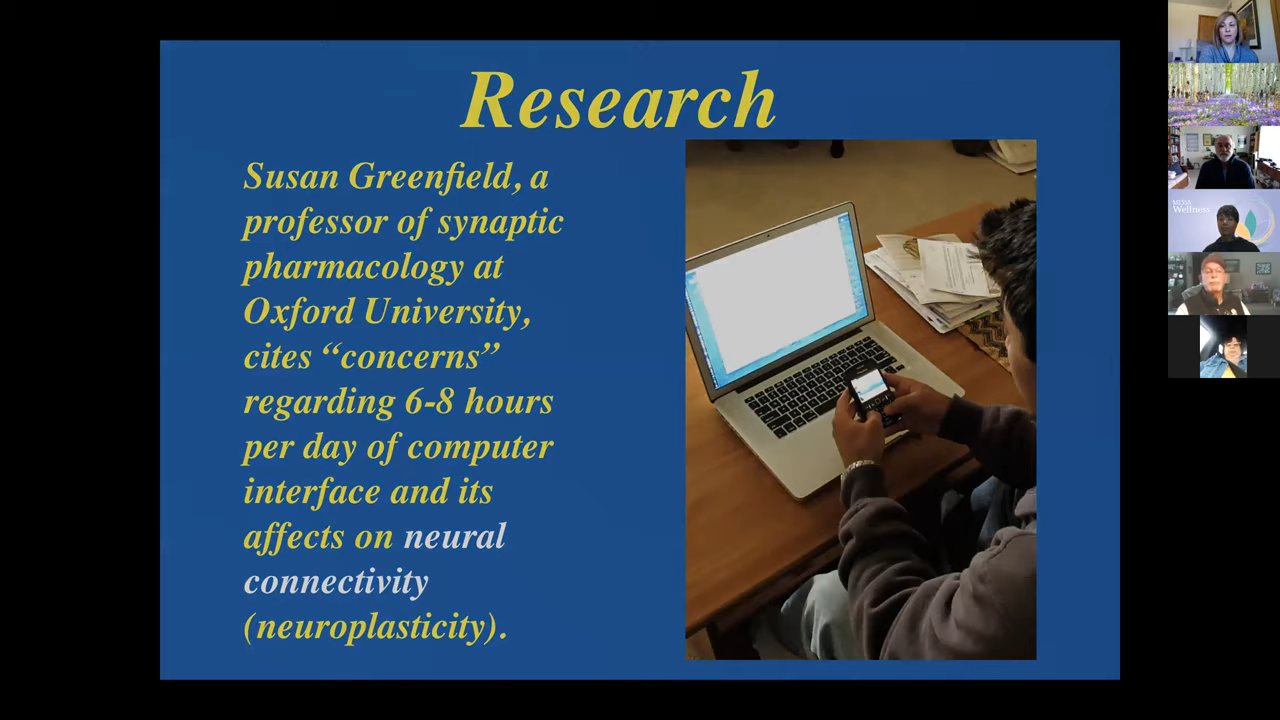 Research
Susan Greenfield, a
professor of synaptic
pharmacology at
Oxford University,
cites “concerns”
regarding 6-8 hours
per day of computer
interface and its
affects on neural
connectivity
(neuroplasticity).
Wellness